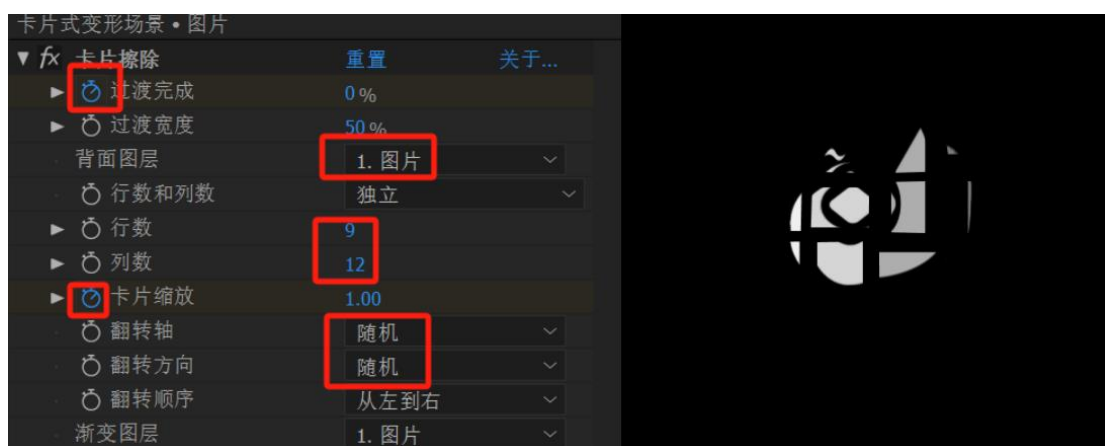 卡片式变形场景 • 图片
fx 卡片擦除 重置 关于...
过渡完成 0%
过渡宽度 50%
背面图层 1. 图片
行数和列数 独立
行数 9
列数 12
卡片缩放 1.00
翻转轴 随机
翻转方向 随机
翻转顺序 从左到右
渐变图层 1. 图片